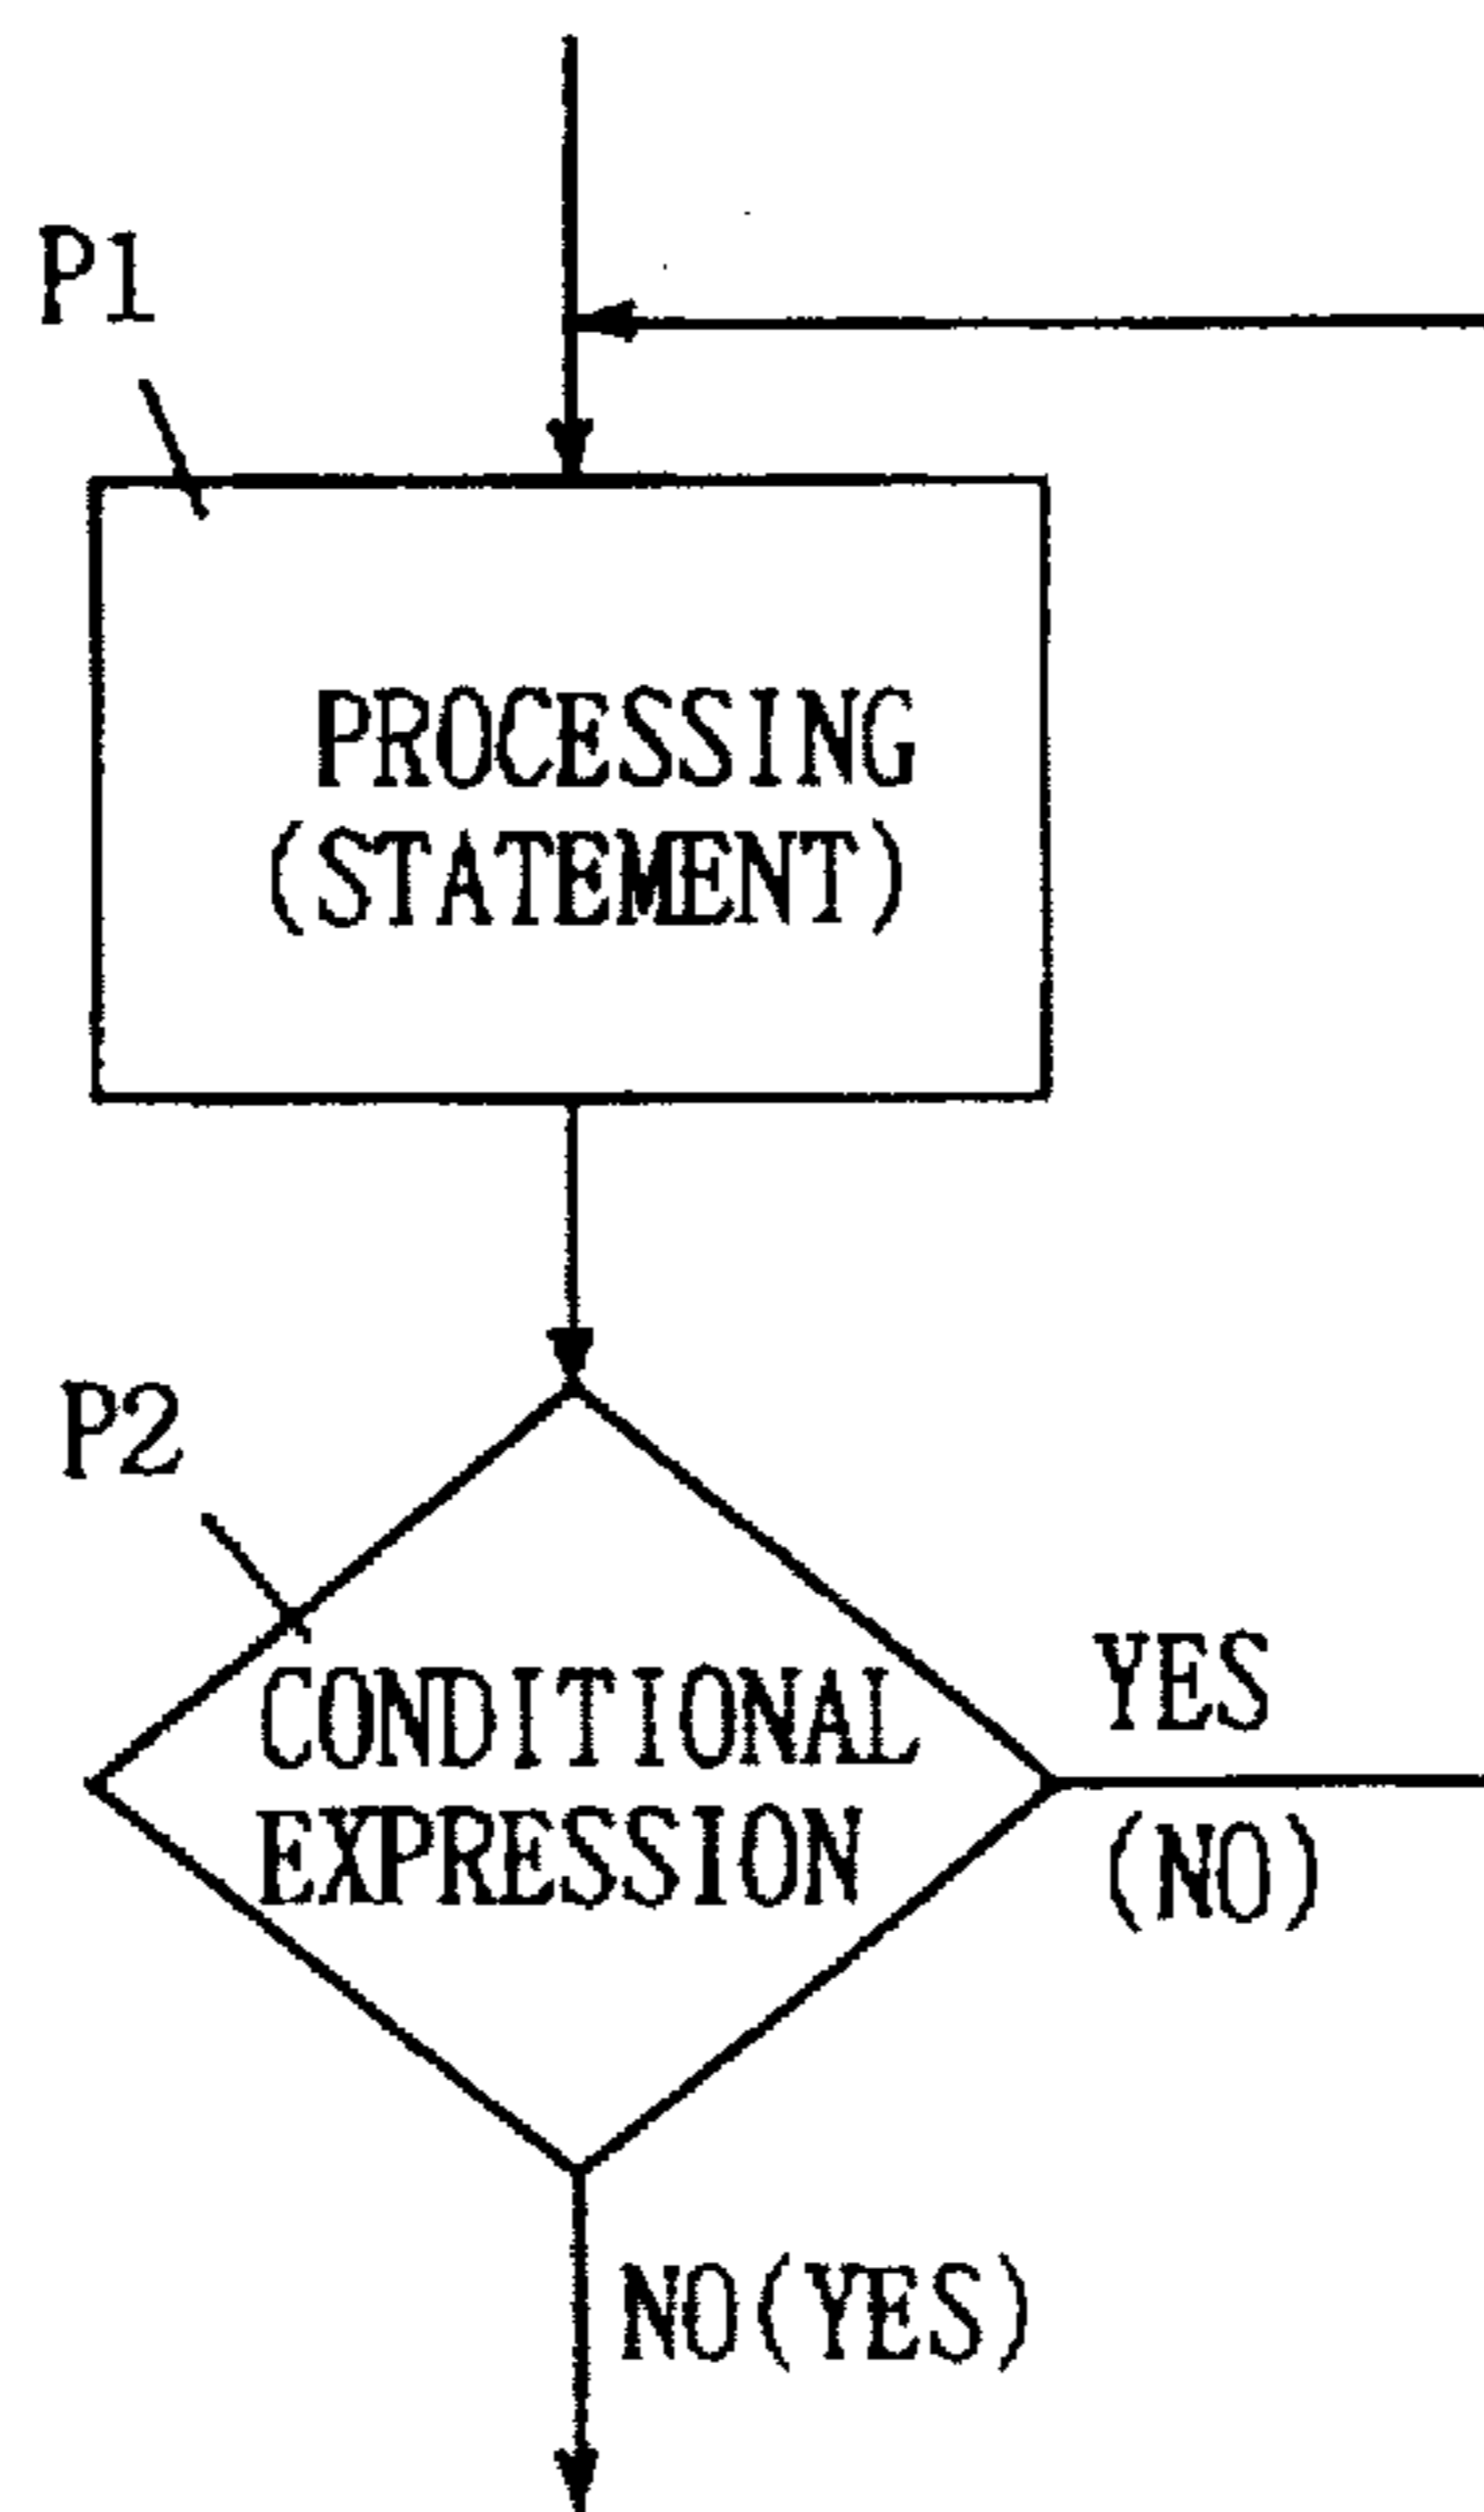 P1
PROCESSING
(STATEMENT)
P2
CONDITIONAL
EXPRESSION
YES
(NO)
NO(YES)